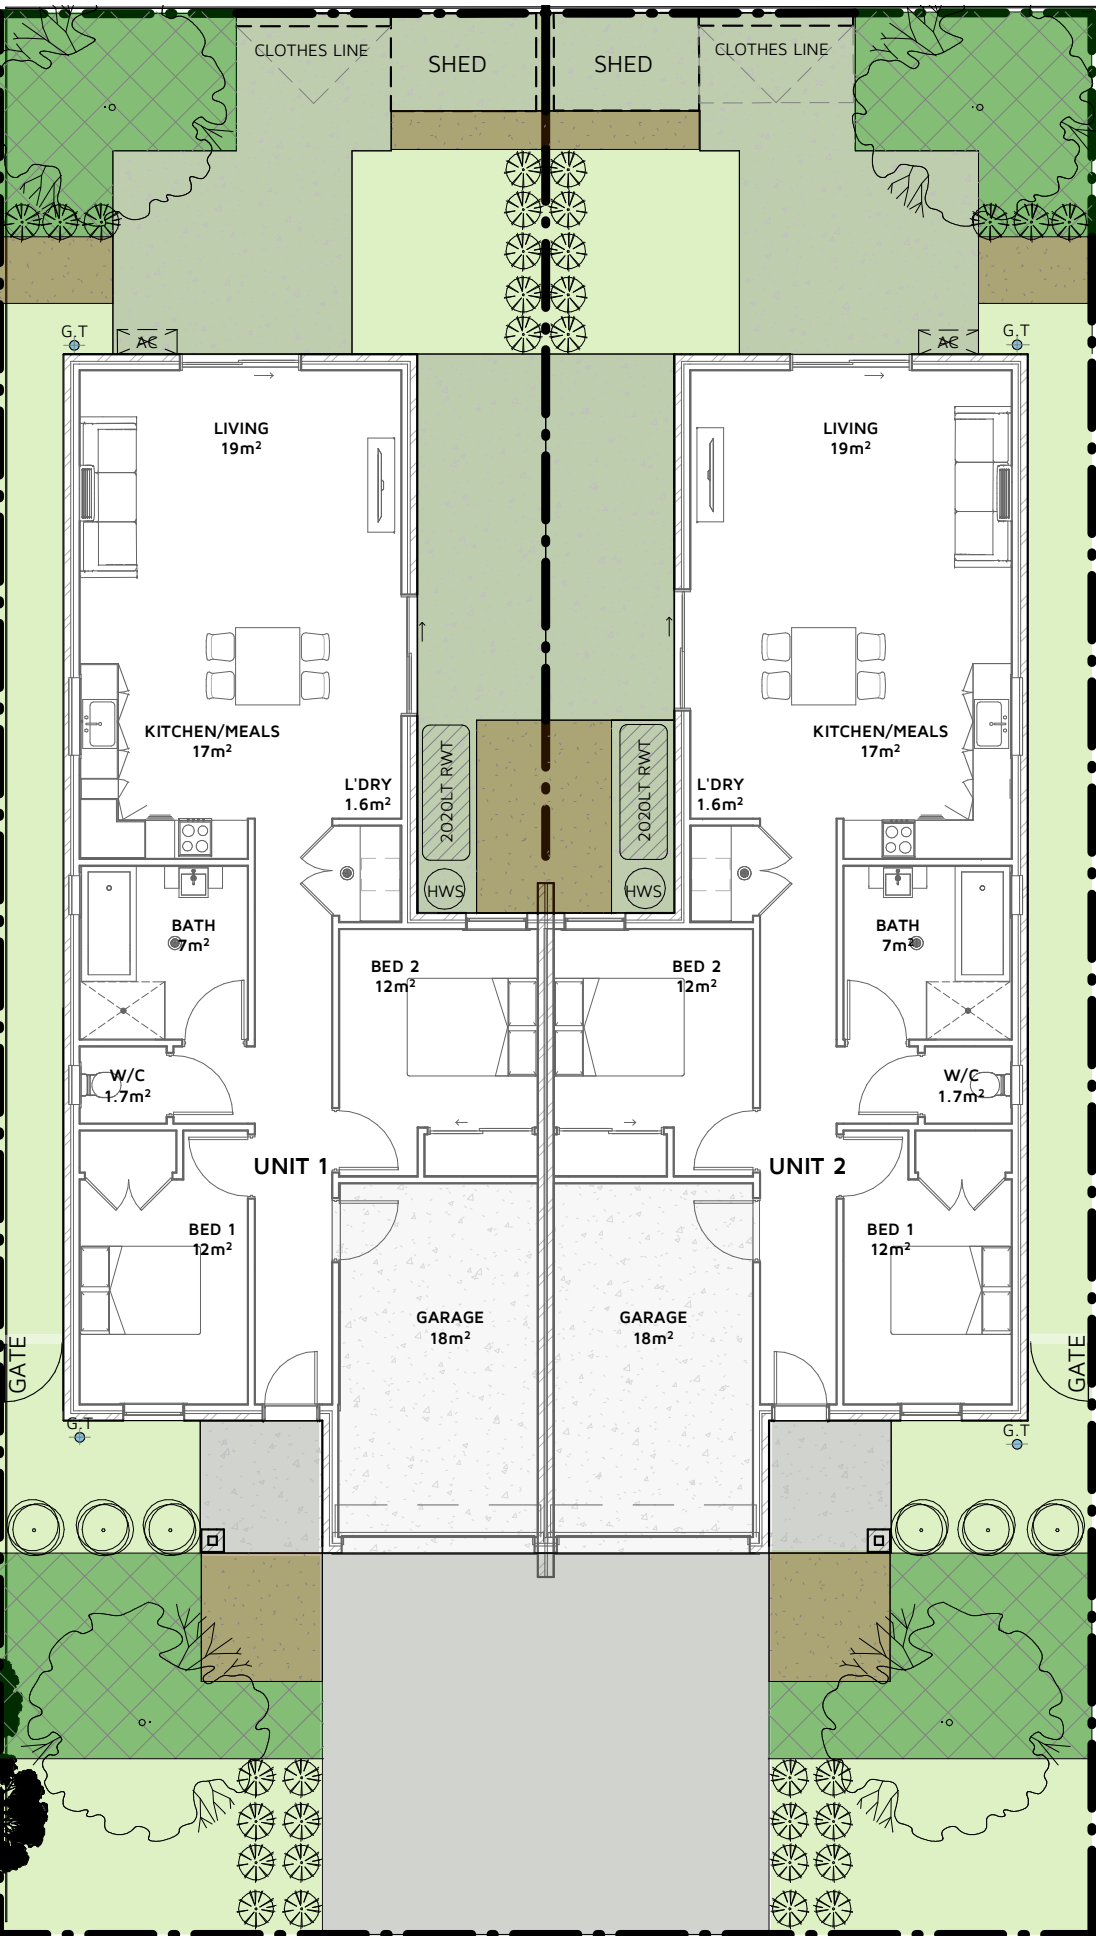 CLOTHES LINE
SHED
SHED
CLOTHES LINE
G.T
AC
AC
G.T
LIVING
19m²
LIVING
19m²
KITCHEN/MEALS
17m²
KITCHEN/MEALS
17m²
L'DRY
1.6m²
2020LT RWT
2020LT RWT
L'DRY
1.6m²
HWS
HWS
BATH
7m²
BATH
7m²
BED 2
12m²
BED 2
12m²
W/C
1.7m²
W/C
1.7m²
UNIT 1
UNIT 2
BED 1
12m²
BED 1
12m²
GARAGE
18m²
GARAGE
18m²
GATE
GATE
G.T
G.T